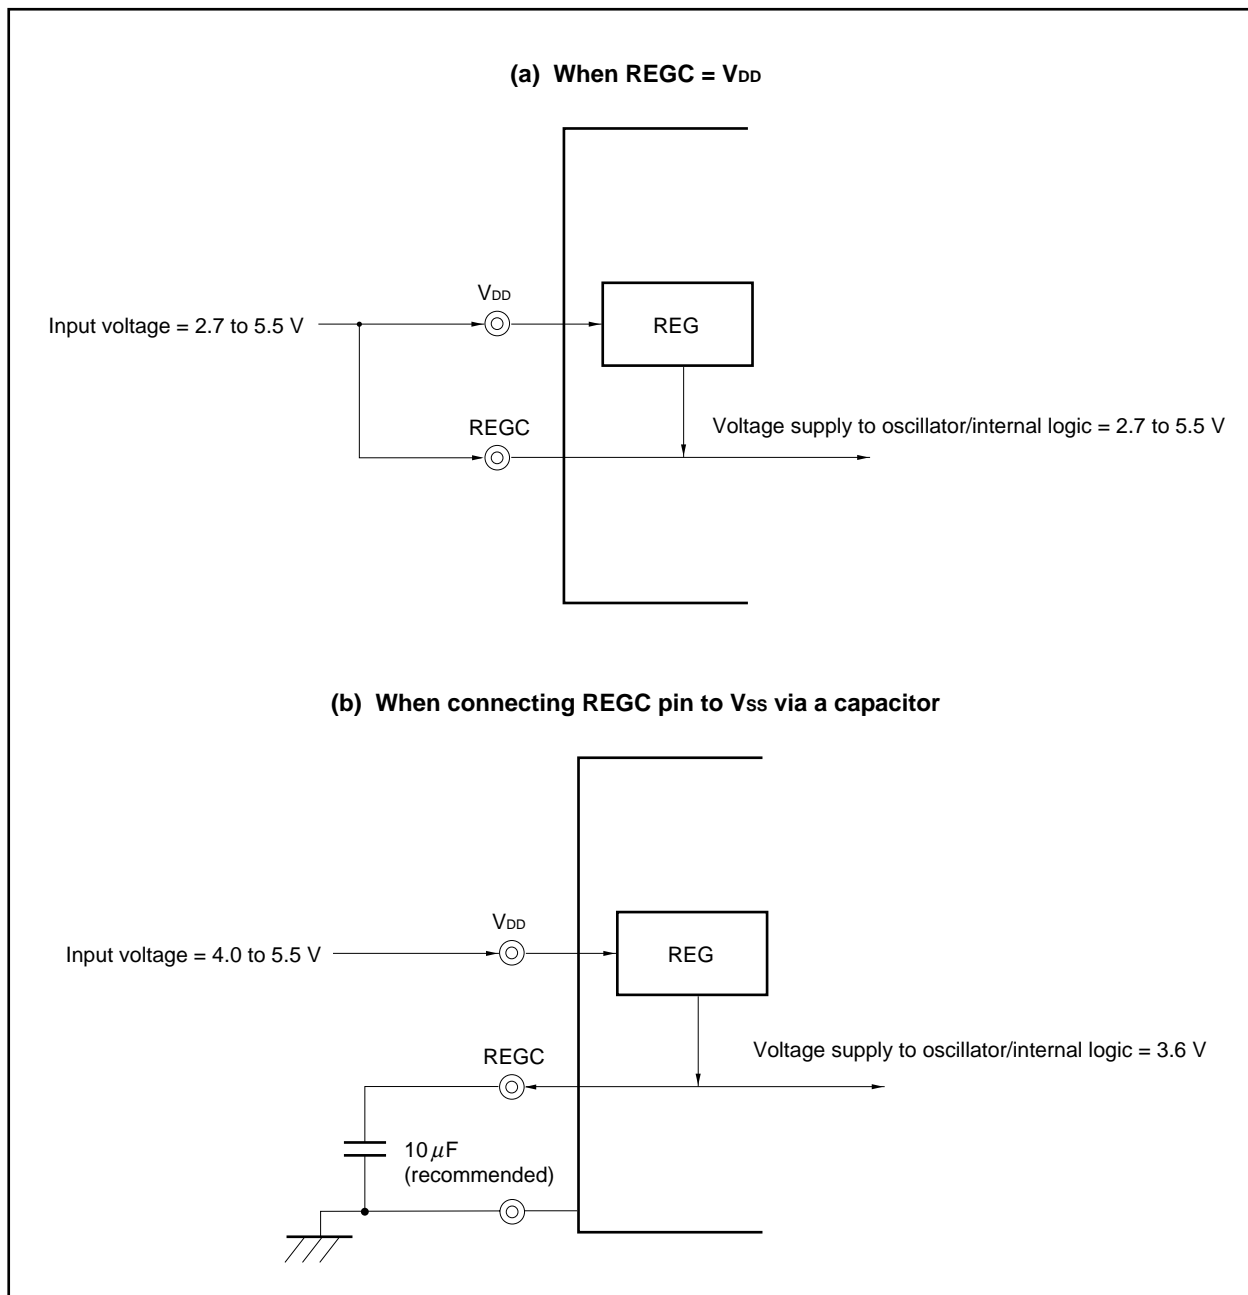 (a) When REGC = VDD
VDD
Input voltage = 2.7 to 5.5 V
REG
REGC
Voltage supply to oscillator/internal logic = 2.7 to 5.5 V
(b) When connecting REGC pin to VSS via a capacitor
VDD
Input voltage = 4.0 to 5.5 V
REG
REGC
Voltage supply to oscillator/internal logic = 3.6 V
10 μF
(recommended)